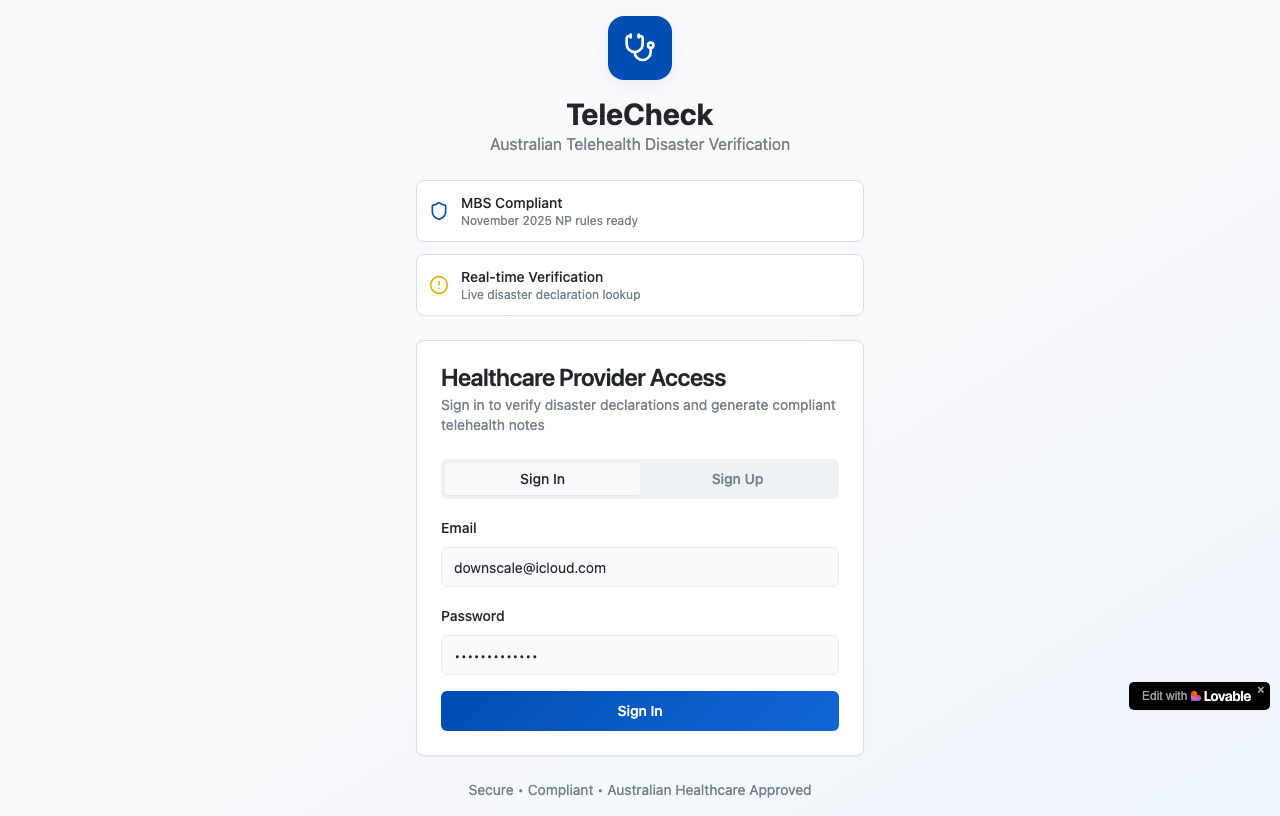 TeleCheck
Australian Telehealth Disaster Verification
MBS Compliant
November 2025 NP rules ready
Real-time Verification
Live disaster declaration lookup
Healthcare Provider Access
Sign in to verify disaster declarations and generate compliant
telehealth notes
Sign In
Sign Up
Email
downscale@icloud.com
Password
•••••••••••••
Sign In
Edit with Lovable ×
Secure • Compliant • Australian Healthcare Approved